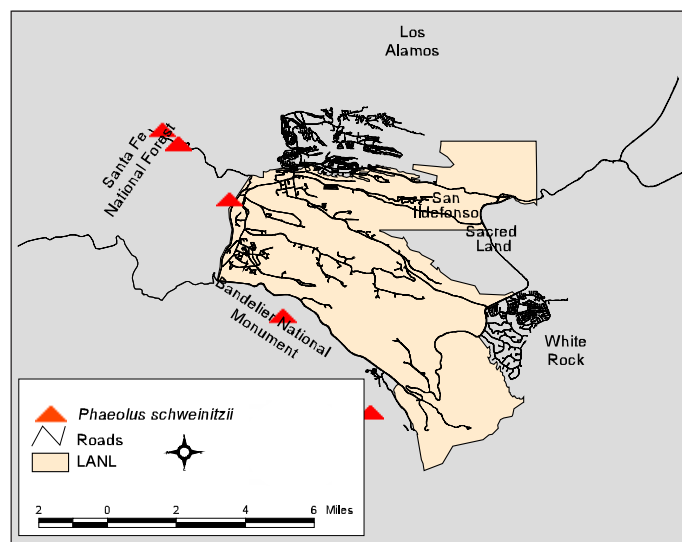 Los
Alamos
Santa Fe
National Forest
San
Ildefonso
Sacred
Land
Bandelier National
Monument
White
Rock
Phaeolus schweinitzii
Roads
LANL
2 0 2 4 6 Miles